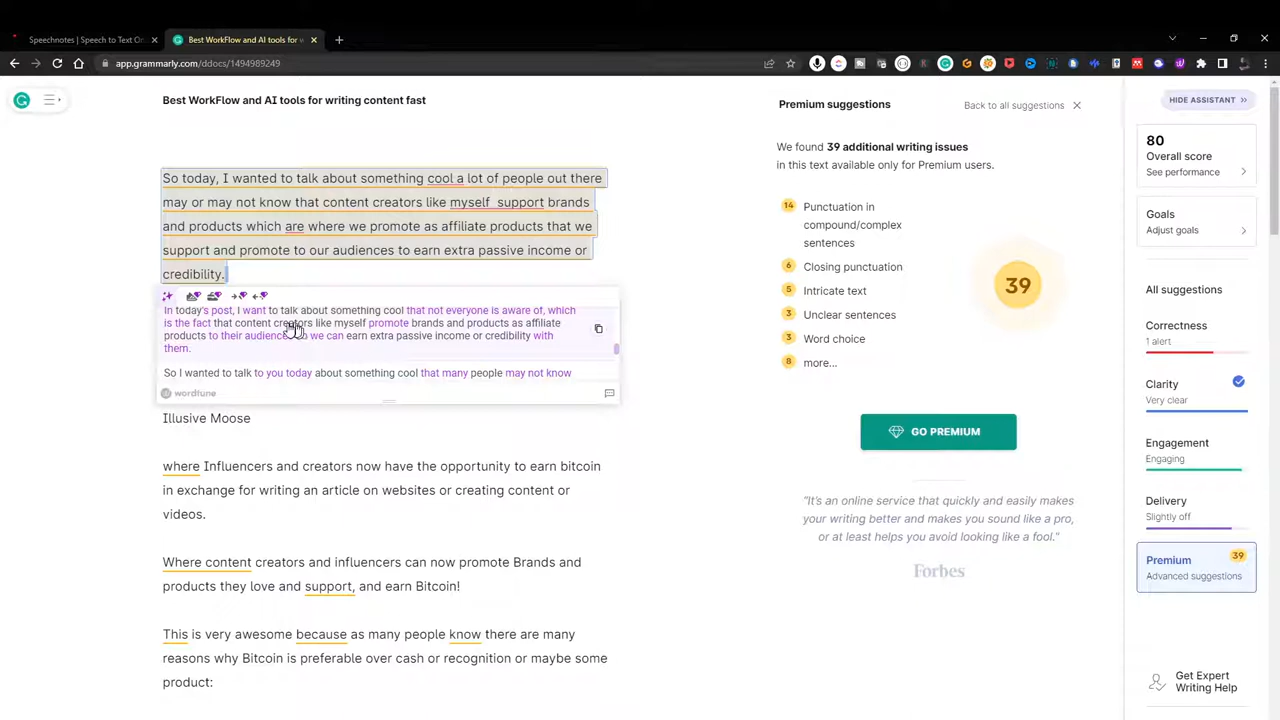 Speechnotes | Speech to Text On
Best WorkFlow and AI tools for w
app.grammarly.com/ddocs/1494989249
Best WorkFlow and AI tools for writing content fast
So today, I wanted to talk about something cool a lot of people out there
may or may not know that content creators like myself  support brands
and products which are where we promote as affiliate products that we
support and promote to our audiences to earn extra passive income or
credibility.
In today's post, I want to talk about something cool that not everyone is aware of, which
is the fact that content creators like myself promote brands and products as affiliate
products to their audience so we can earn extra passive income or credibility with
them.
So I wanted to talk to you today about something cool that many people may not know
wordtune
Illusive Moose
where Influencers and creators now have the opportunity to earn bitcoin
in exchange for writing an article on websites or creating content or
videos.
Where content creators and influencers can now promote Brands and
products they love and support, and earn Bitcoin!
This is very awesome because as many people know there are many
reasons why Bitcoin is preferable over cash or recognition or maybe some
product:
Premium suggestions
Back to all suggestions
We found 39 additional writing issues
in this text available only for Premium users.
14 Punctuation in
compound/complex
sentences
6 Closing punctuation
5 Intricate text
3 Unclear sentences
3 Word choice
8 more...
39
GO PREMIUM
"It's an online service that quickly and easily makes
your writing better and makes you sound like a pro,
or at least helps you avoid looking like a fool."
Forbes
HIDE ASSISTANT
80
Overall score
See performance
Goals
Adjust goals
All suggestions
Correctness
1 alert
Clarity
Very clear
Engagement
Engaging
Delivery
Slightly off
Premium
39
Advanced suggestions
Get Expert
Writing Help